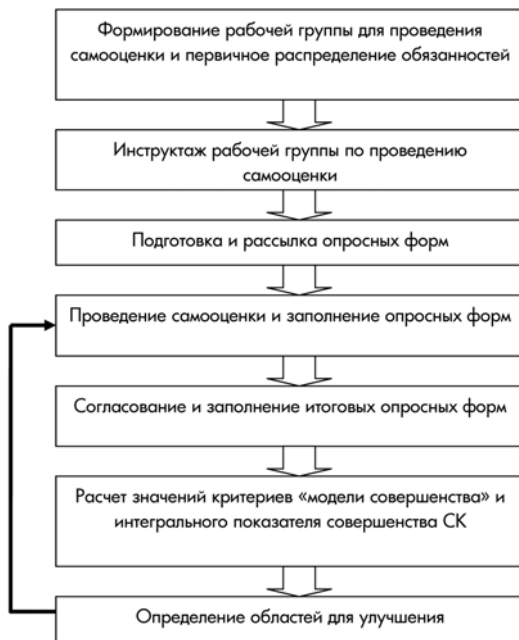 Формирование рабочей группы для проведения
самооценки и первичное распределение обязанностей
Инструктаж рабочей группы по проведению
самооценки
Подготовка и рассылка опросных форм
Проведение самооценки и заполнение опросных форм
Согласование и заполнение итоговых опросных форм
Расчет значений критериев «модели совершенства» и
интегрального показателя совершенства СК
Определение областей для улучшения